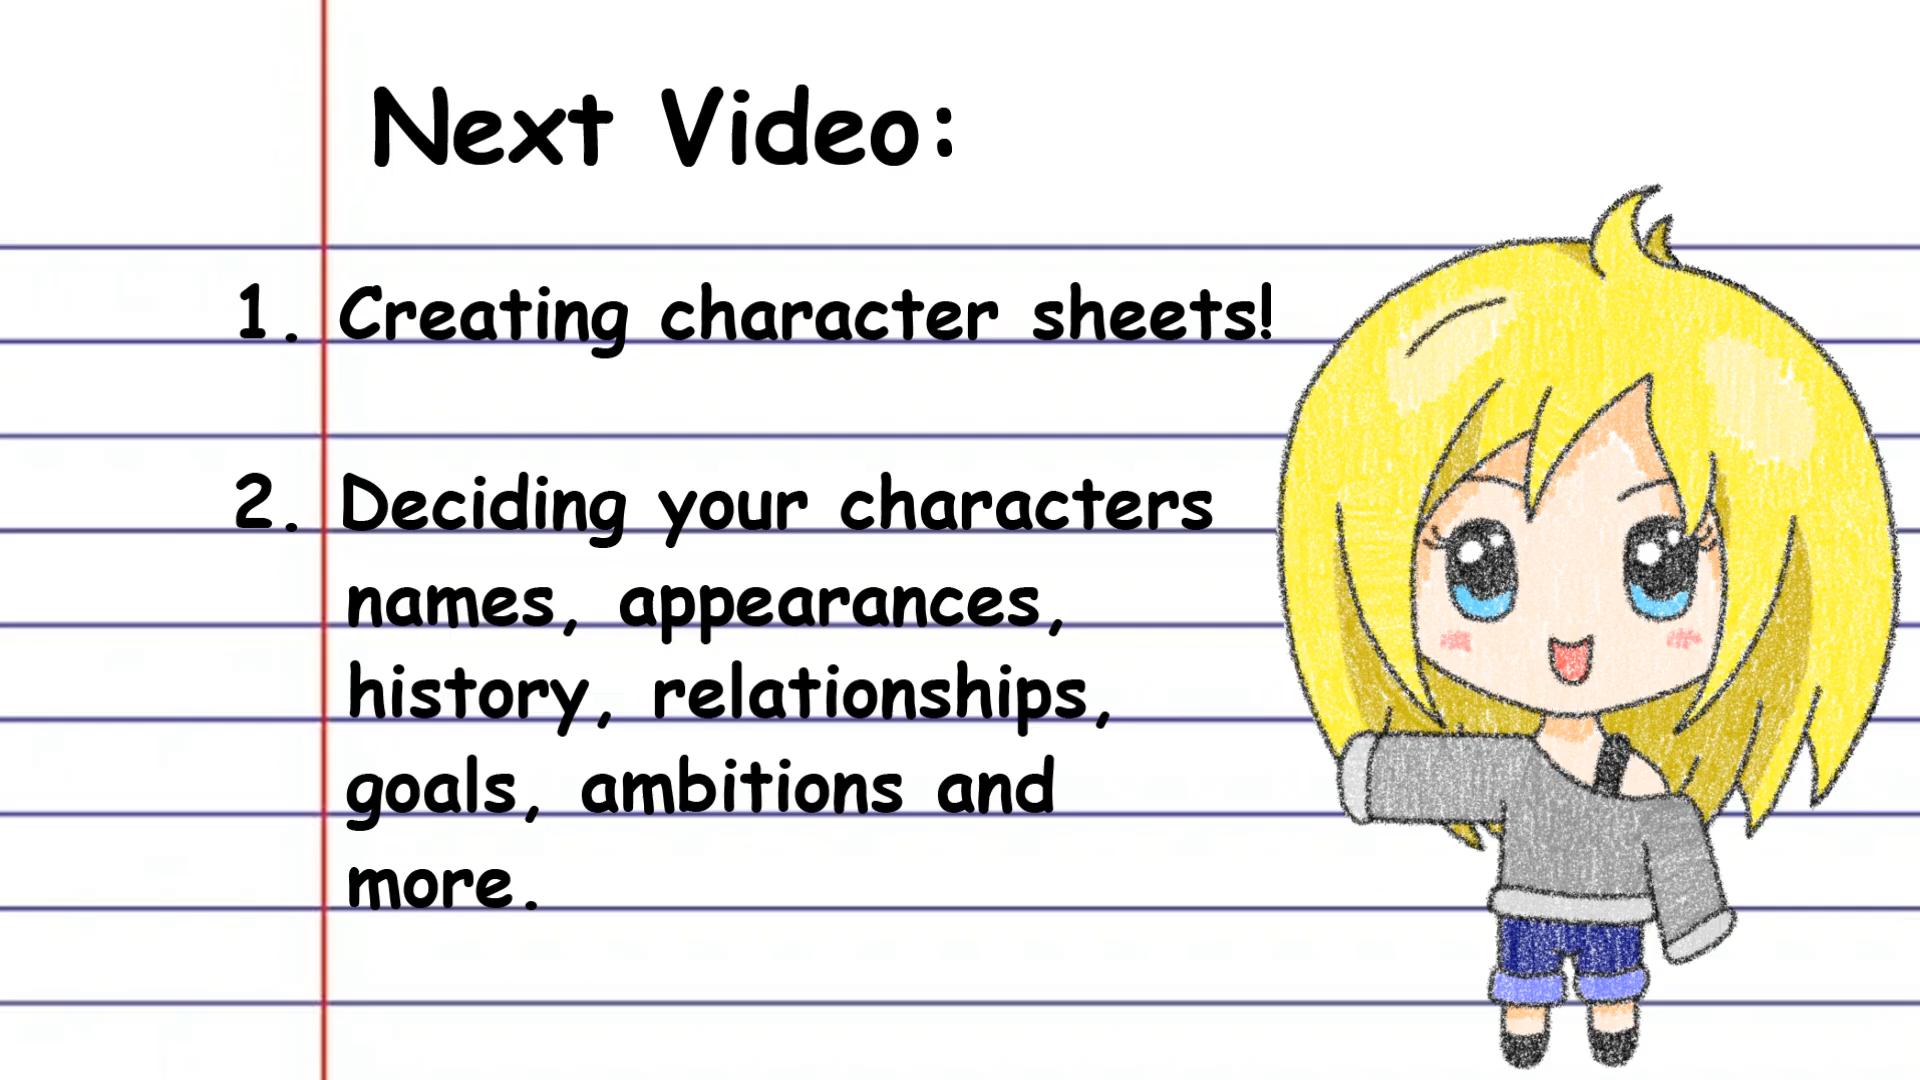 Next Video:
1. Creating character sheets!
2. Deciding your characters
names, appearances,
history, relationships,
goals, ambitions and
more.